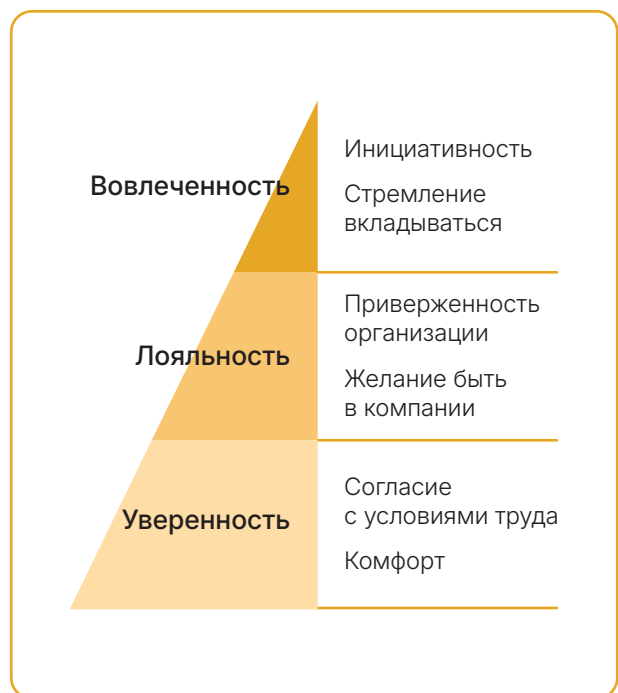 Вовлеченность
Инициативность
Стремление
вкладываться
Лояльность
Приверженность
организации
Желание быть
в компании
Уверенность
Согласие
с условиями труда
Комфорт